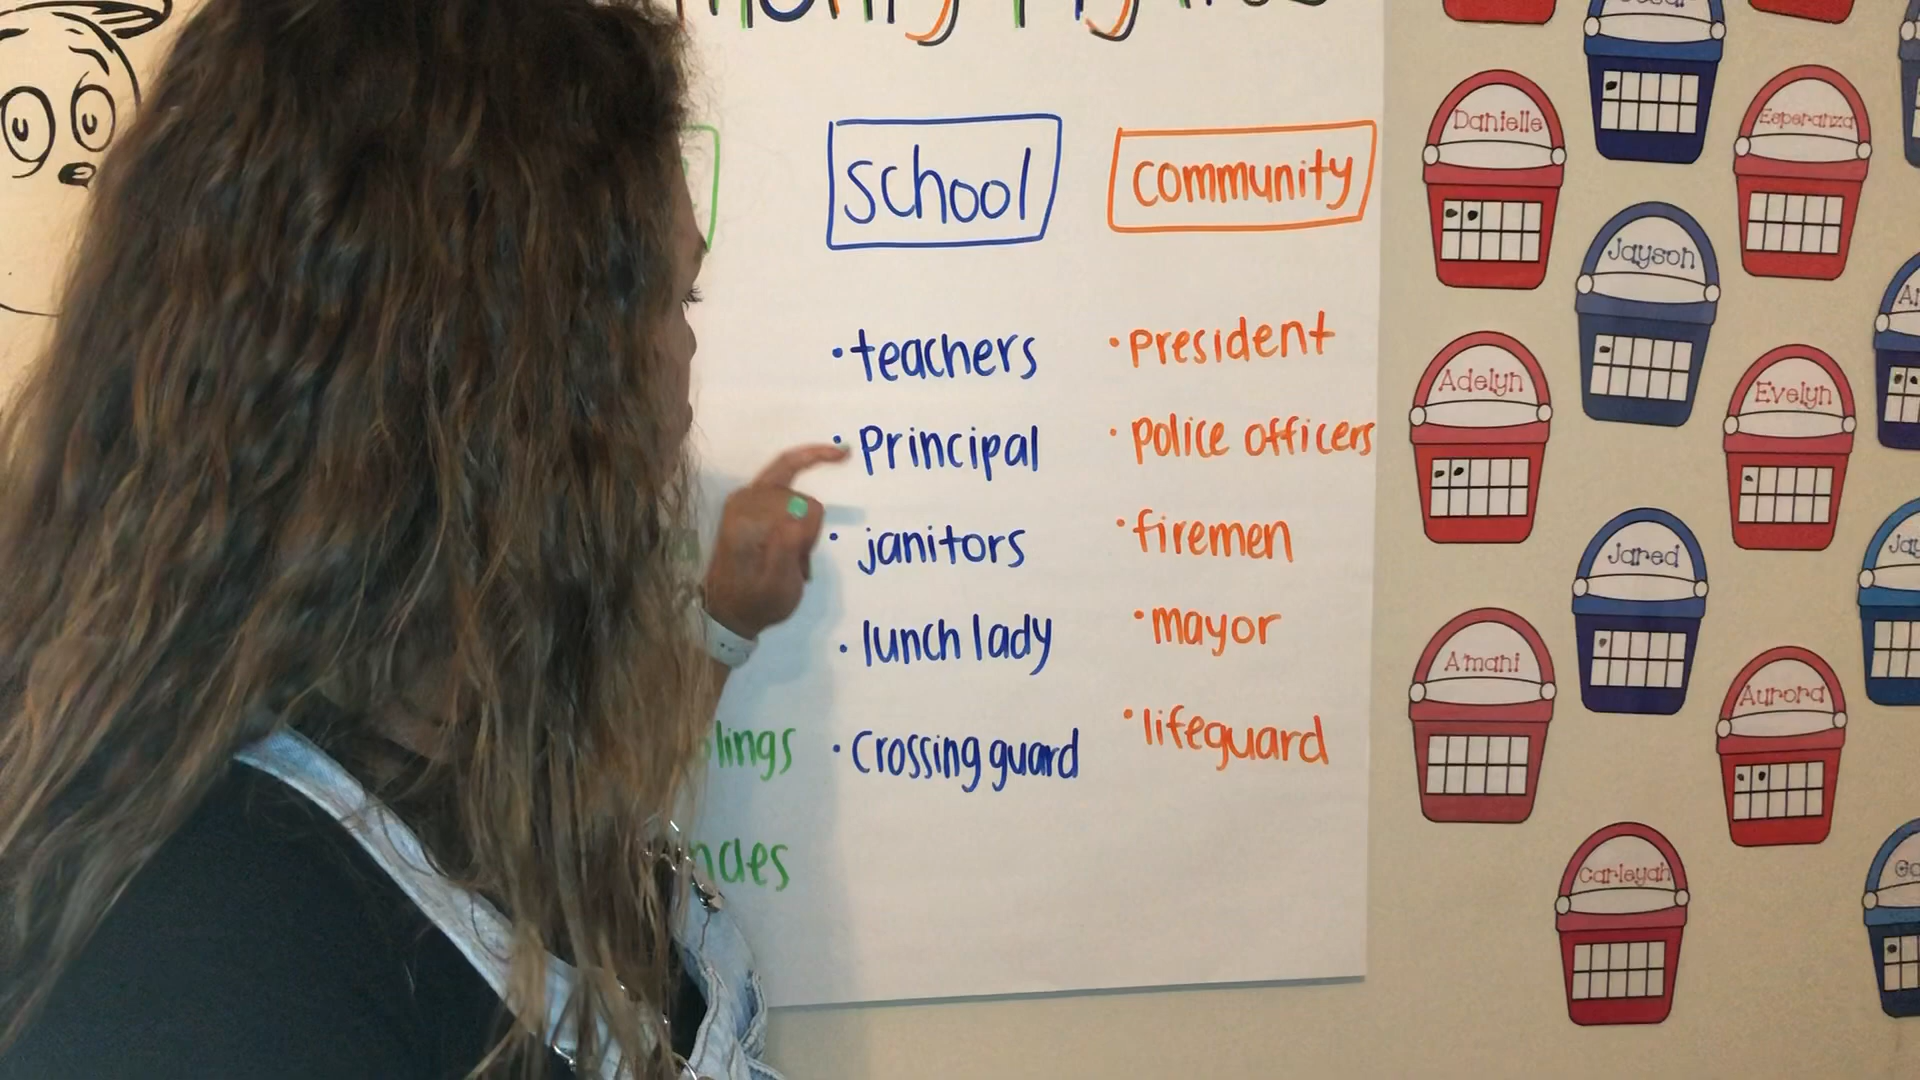 school
community
teachers
Principal
janitors
lunch lady
Crossing guard
president
police officers
firemen
mayor
lifeguard
Danielle
Esperanza
Jayson
Adelyn
Evelyn
Jared
A'mani
Aurora
Carleyah